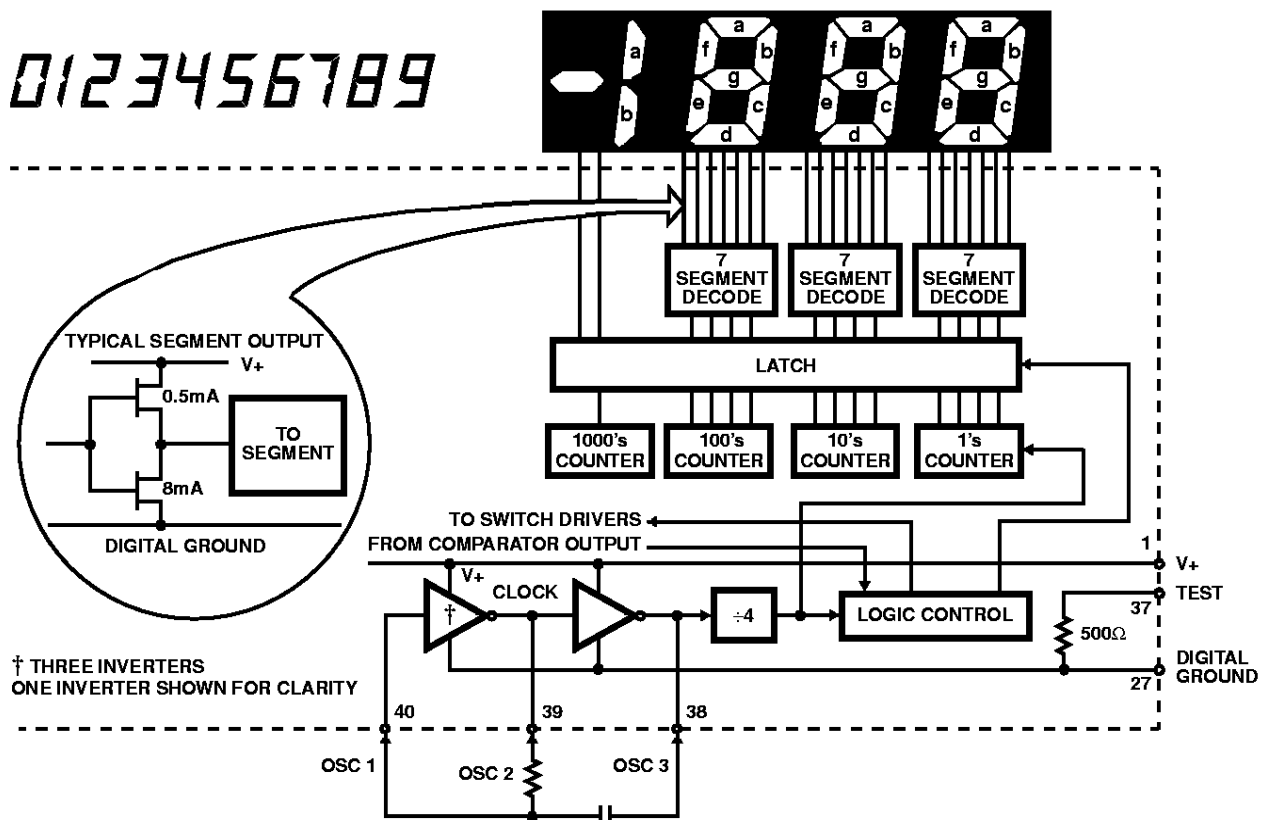 0123456789
a
b
a
f b
g
e c
d
a
f b
g
e c
d
a
f b
g
e c
d
7
SEGMENT
DECODE
7
SEGMENT
DECODE
7
SEGMENT
DECODE
LATCH
1000's
COUNTER
100's
COUNTER
10's
COUNTER
1's
COUNTER
TYPICAL SEGMENT OUTPUT
V+
0.5mA
TO
SEGMENT
8mA
DIGITAL GROUND
TO SWITCH DRIVERS
FROM COMPARATOR OUTPUT
V+
CLOCK
†
÷4
LOGIC CONTROL
1
V+
TEST
37
500Ω
DIGITAL
GROUND
27
† THREE INVERTERS
ONE INVERTER SHOWN FOR CLARITY
40
39
38
OSC 1
OSC 2
OSC 3